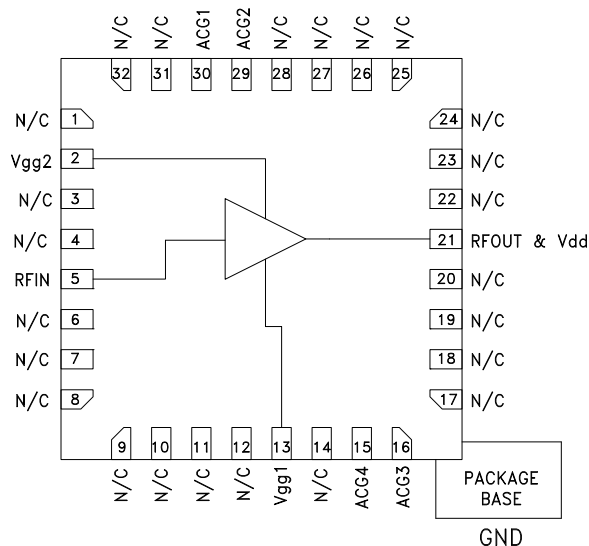 N/C N/C ACG1 ACG2 N/C N/C N/C N/C
32 31 30 29 28 27 26 25
N/C 1
24 N/C
Vgg2 2
23 N/C
N/C 3
22 N/C
N/C 4
21 RFOUT & Vdd
RFIN 5
20 N/C
N/C 6
19 N/C
N/C 7
18 N/C
N/C 8
17 N/C
9 10 11 12 13 14 15 16
N/C N/C N/C N/C Vgg1 N/C ACG4 ACG3
PACKAGE
BASE
GND